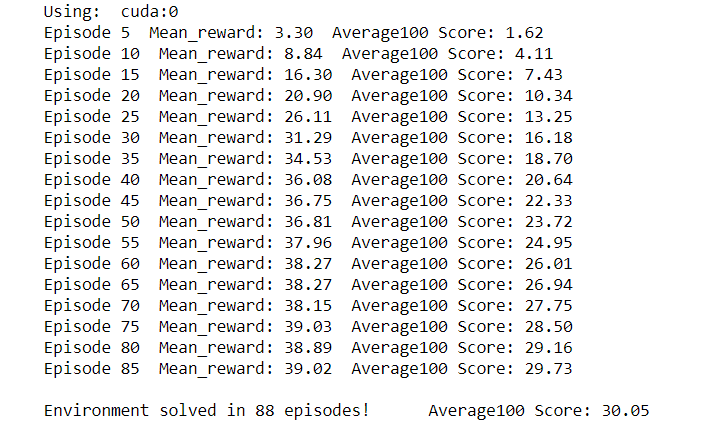 Using:  cuda:0
Episode 5  Mean_reward: 3.30  Average100 Score: 1.62
Episode 10  Mean_reward: 8.84  Average100 Score: 4.11
Episode 15  Mean_reward: 16.30  Average100 Score: 7.43
Episode 20  Mean_reward: 20.90  Average100 Score: 10.34
Episode 25  Mean_reward: 26.11  Average100 Score: 13.25
Episode 30  Mean_reward: 31.29  Average100 Score: 16.18
Episode 35  Mean_reward: 34.53  Average100 Score: 18.70
Episode 40  Mean_reward: 36.08  Average100 Score: 20.64
Episode 45  Mean_reward: 36.75  Average100 Score: 22.33
Episode 50  Mean_reward: 36.81  Average100 Score: 23.72
Episode 55  Mean_reward: 37.96  Average100 Score: 24.95
Episode 60  Mean_reward: 38.27  Average100 Score: 26.01
Episode 65  Mean_reward: 38.27  Average100 Score: 26.94
Episode 70  Mean_reward: 38.15  Average100 Score: 27.75
Episode 75  Mean_reward: 39.03  Average100 Score: 28.50
Episode 80  Mean_reward: 38.89  Average100 Score: 29.16
Episode 85  Mean_reward: 39.02  Average100 Score: 29.73
Environment solved in 88 episodes!      Average100 Score: 30.05